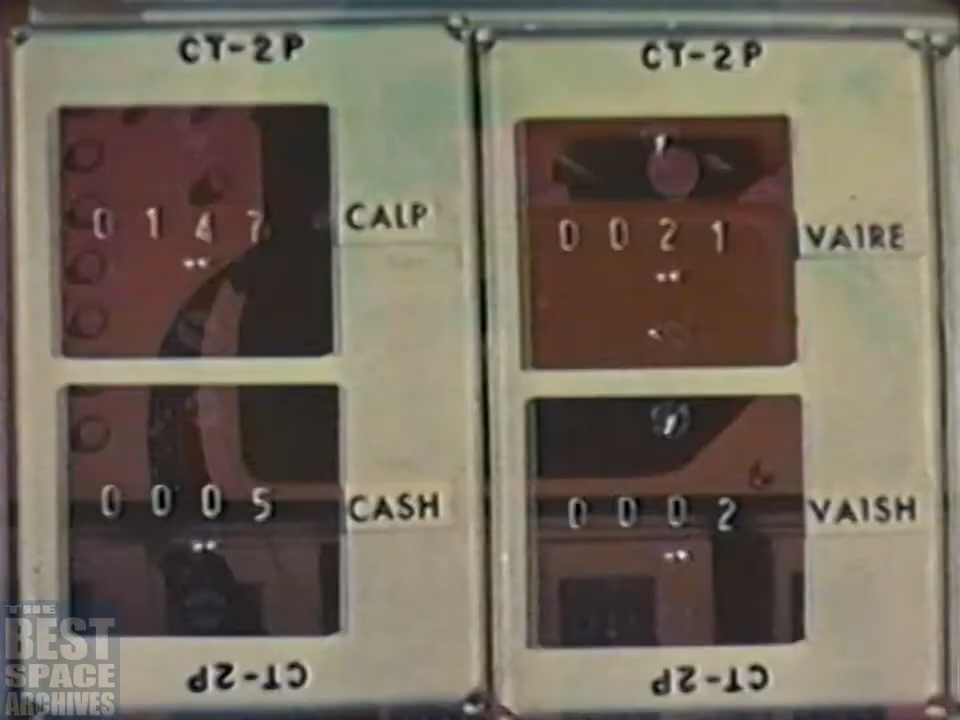 CT-2P
CT-2P
0147 CALP
0021 VAIRE
0005 CASH
0002 VAISH
CT-2P
CT-2P
THE
BEST
SPACE
ARCHIVES